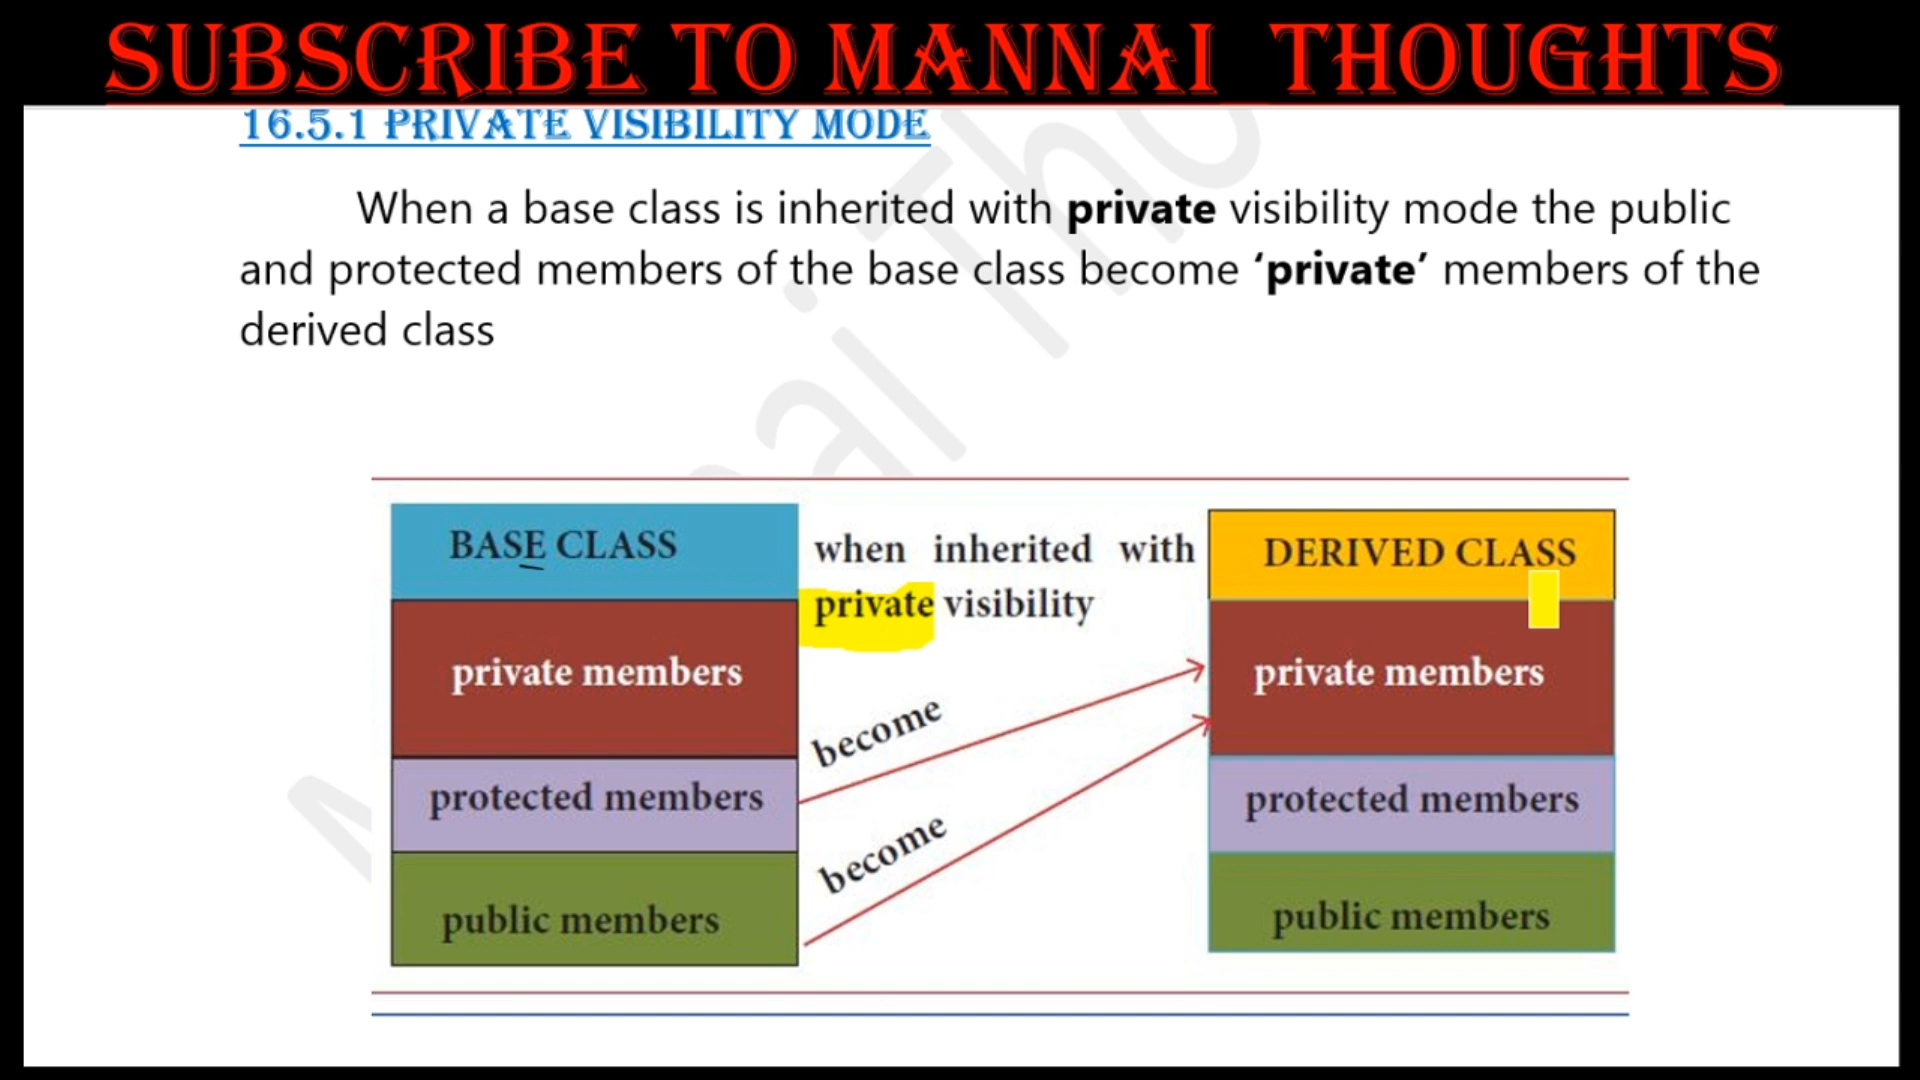 SUBSCRIBE TO MANNAI THOUGHTS
16.5.1 PRIVATE VISIBILITY MODE
When a base class is inherited with private visibility mode the public
and protected members of the base class become ‘private’ members of the
derived class
BASE CLASS
private members
protected members
public members
when inherited with
private visibility
become
become
DERIVED CLASS
private members
protected members
public members